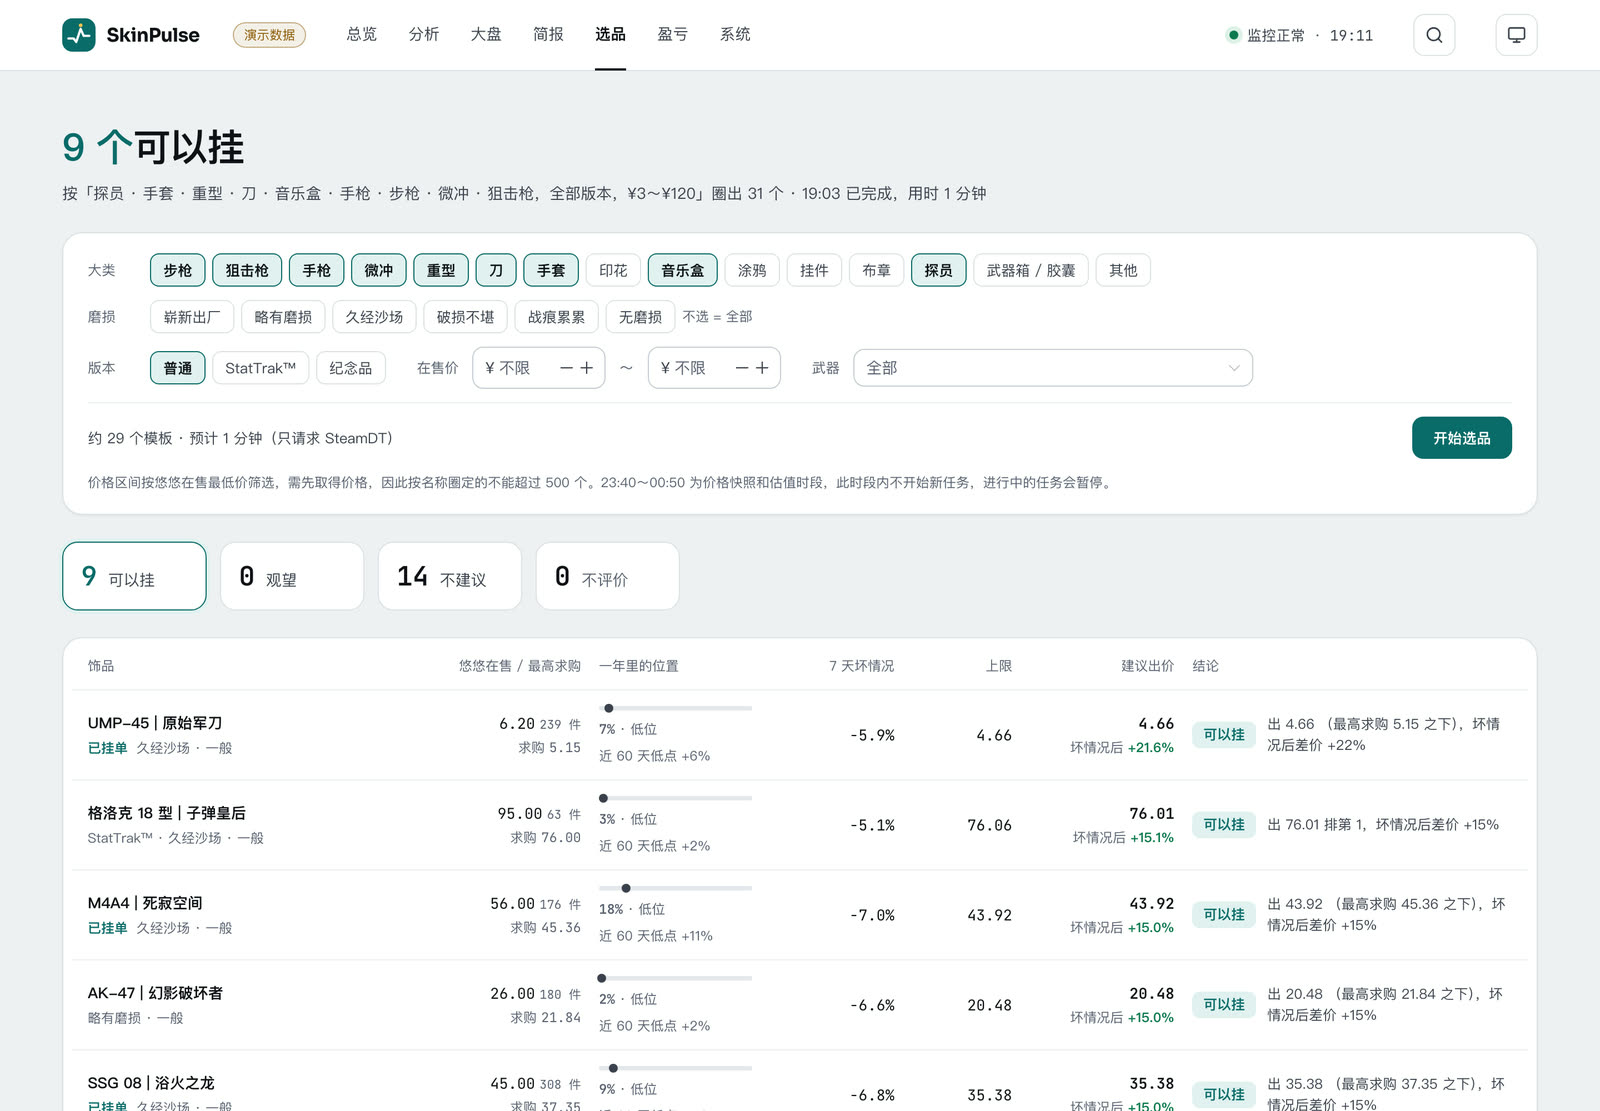 SkinPulse 演示数据 总览 分析 大盘 简报 选品 盈亏 系统 监控正常 · 19:11
9 个可以挂
按「探员 · 手套 · 重型 · 刀 · 音乐盒 · 手枪 · 步枪 · 微冲 · 狙击枪，全部版本，¥3～¥120」圈出 31 个 · 19:03 已完成，用时 1 分钟
大类 步枪 狙击枪 手枪 微冲 重型 刀 手套 印花 音乐盒 涂鸦 挂件 布章 探员 武器箱 / 胶囊 其他
磨损 崭新出厂 略有磨损 久经沙场 破损不堪 战痕累累 无磨损 不选 = 全部
版本 普通 StatTrak™ 纪念品 在售价 ¥ 不限 — + ～ ¥ 不限 — + 武器 全部
约 29 个模板 · 预计 1 分钟（只请求 SteamDT） 开始选品
价格区间按悠悠在售最低价筛选，需先取得价格，因此按名称圈定的不能超过 500 个。23:40～00:50 为价格快照和估值时段，此时段内不开始新任务，进行中的任务会暂停。
9 可以挂 0 观望 14 不建议 0 不评价
饰品 悠悠在售 / 最高求购 一年里的位置 7 天坏情况 上限 建议出价 结论
UMP-45 | 原始军刀 6.20 239 件 7% · 低位 -5.9% 4.66 4.66 可以挂 出 4.66 （最高求购 5.15 之下），坏情
已挂单 久经沙场 · 一般 求购 5.15 近 60 天低点 +6% 坏情况后 +21.6% 况后差价 +22%
格洛克 18 型 | 子弹皇后 95.00 63 件 3% · 低位 -5.1% 76.06 76.01 可以挂 出 76.01 排第 1，坏情况后差价 +15%
StatTrak™ · 久经沙场 · 一般 求购 76.00 近 60 天低点 +2% 坏情况后 +15.1%
M4A4 | 死寂空间 56.00 176 件 18% · 低位 -7.0% 43.92 43.92 可以挂 出 43.92 （最高求购 45.36 之下），坏
已挂单 久经沙场 · 一般 求购 45.36 近 60 天低点 +11% 坏情况后 +15.0% 情况后差价 +15%
AK-47 | 幻影破坏者 26.00 180 件 2% · 低位 -6.6% 20.48 20.48 可以挂 出 20.48 （最高求购 21.84 之下），坏
略有磨损 · 一般 求购 21.84 近 60 天低点 +2% 坏情况后 +15.0% 情况后差价 +15%
SSG 08 | 浴火之龙 45.00 308 件 9% · 低位 -6.8% 35.38 35.38 可以挂 出 35.38 （最高求购 37.35 之下），坏
已挂单 久经沙场 · 一般 求购 37.35 坏情况后 +15.0% 情况后差价 +15%